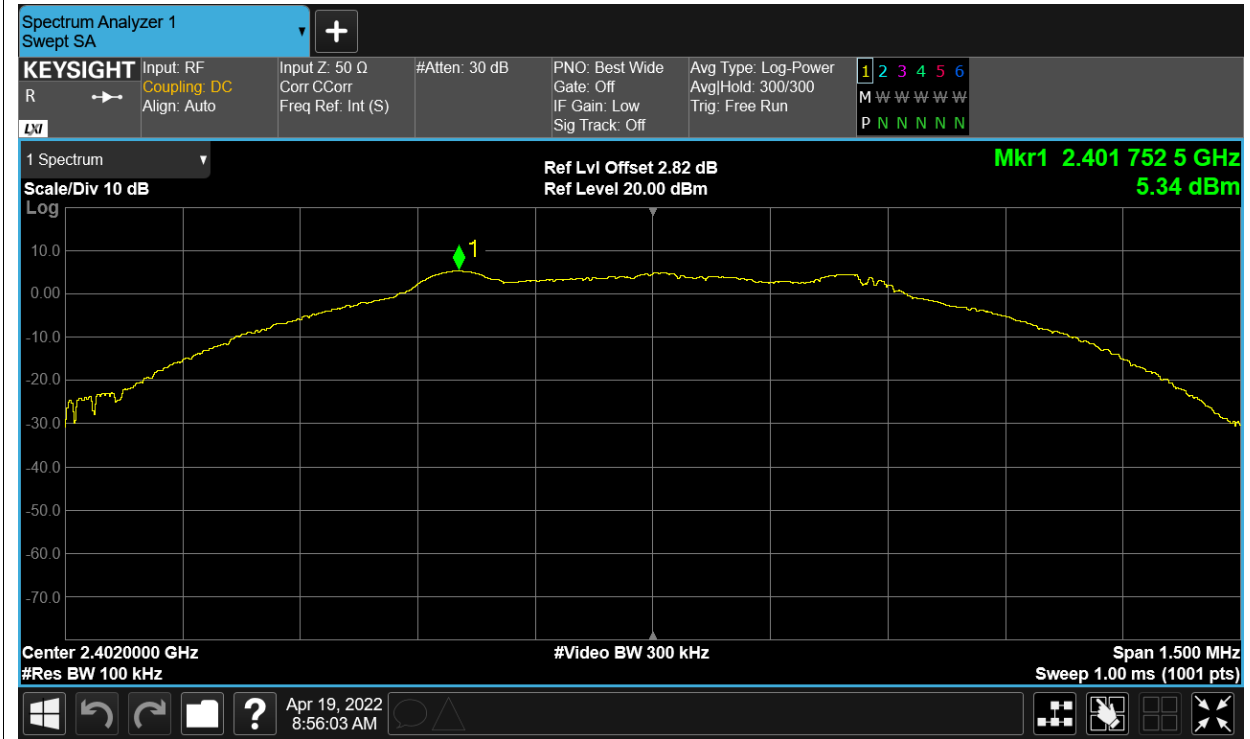 Spectrum Analyzer 1
Swept SA
KEYSIGHT
R
LXI
Input: RF
Coupling: DC
Align: Auto
Input Z: 50 Ω
Corr CCorr
Freq Ref: Int (S)
#Atten: 30 dB
PNO: Best Wide
Gate: Off
IF Gain: Low
Sig Track: Off
Avg Type: Log-Power
Avg|Hold: 300/300
Trig: Free Run
1 2 3 4 5 6
M W W W W W
P N N N N N
1 Spectrum
Scale/Div 10 dB
Log
Ref Lvl Offset 2.82 dB
Ref Level 20.00 dBm
Mkr1 2.401 752 5 GHz
5.34 dBm
1
10.0
0.00
-10.0
-20.0
-30.0
-40.0
-50.0
-60.0
-70.0
Center 2.4020000 GHz
#Res BW 100 kHz
#Video BW 300 kHz
Span 1.500 MHz
Sweep 1.00 ms (1001 pts)
?
Apr 19, 2022
8:56:03 AM